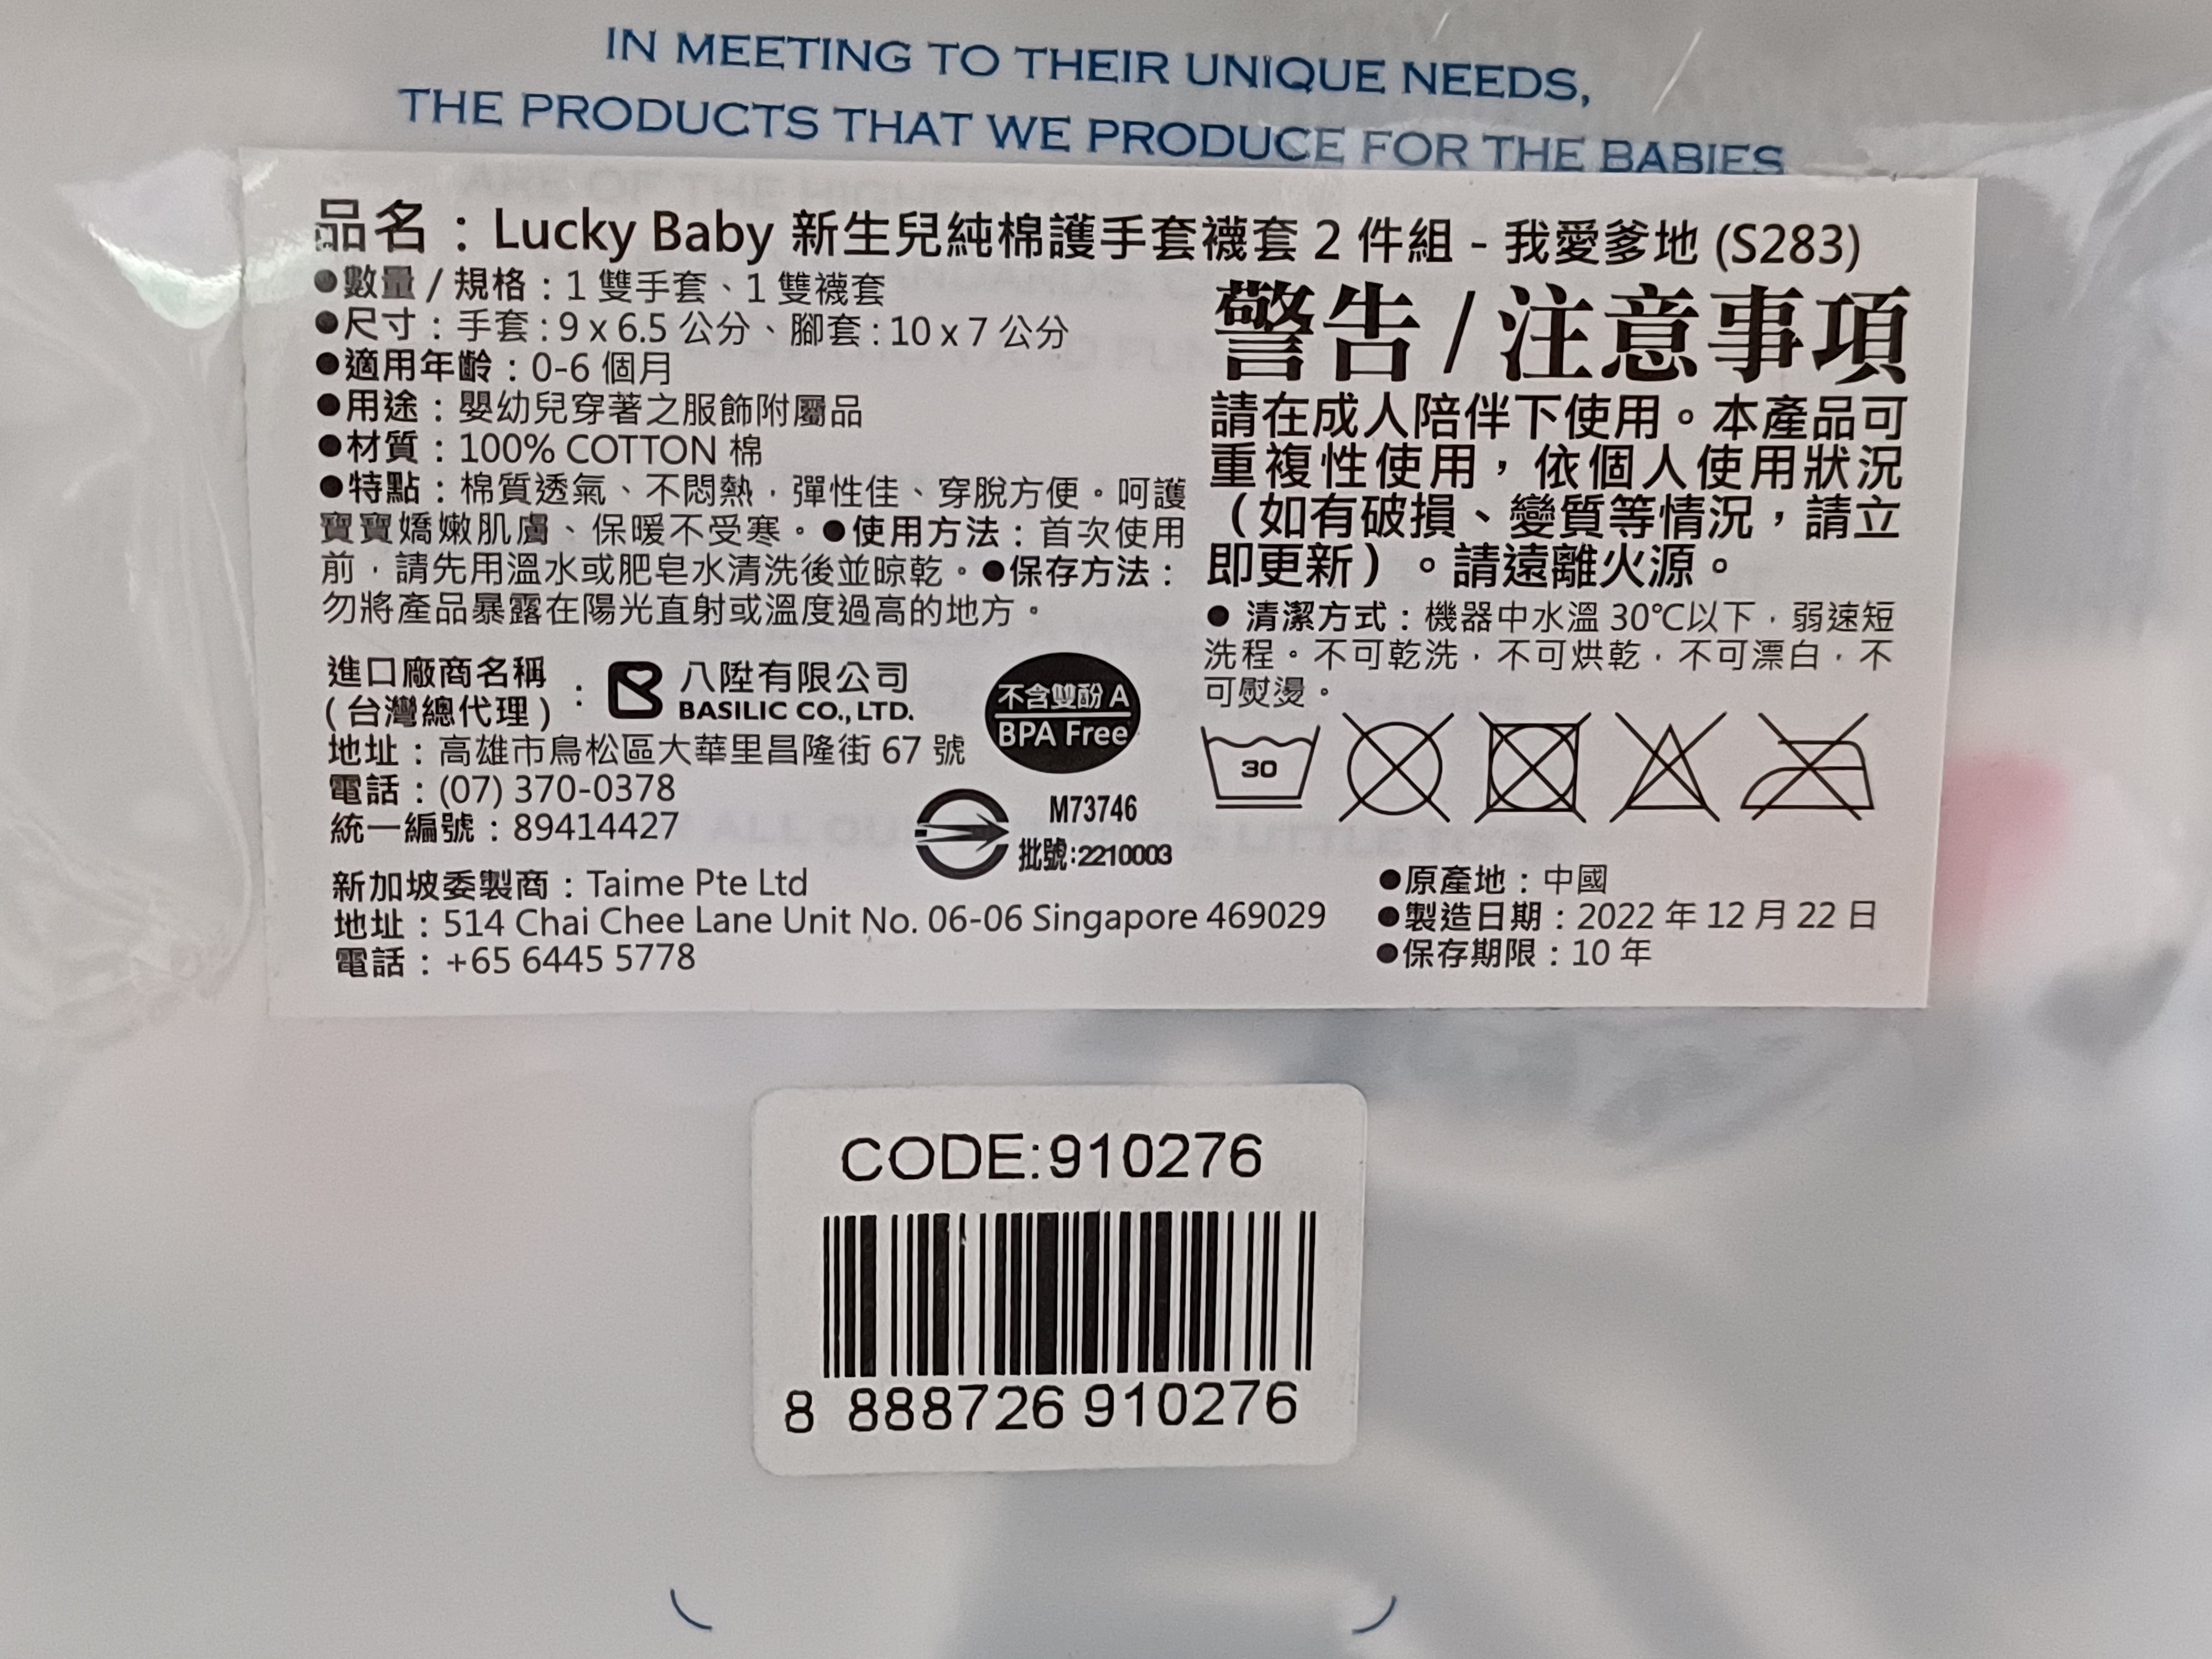 IN MEETING TO THEIR UNIQUE NEEDS,
THE PRODUCTS THAT WE PRODUCE FOR THE BABIES
品名：Lucky Baby 新生兒純棉護手套襪套 2 件組 - 我愛爹地 (S283)
●數量 / 規格：1 雙手套、1 雙襪套
●尺寸：手套：9 x 6.5 公分、腳套：10 x 7 公分
●適用年齡：0-6 個月
●用途：嬰幼兒穿著之服飾附屬品
●材質：100% COTTON 棉
●特點：棉質透氣、不悶熱，彈性佳、穿脫方便。呵護
寶寶嬌嫩肌膚、保暖不受寒。●使用方法：首次使用
前，請先用溫水或肥皂水清洗後並晾乾。●保存方法：
勿將產品暴露在陽光直射或溫度過高的地方。
警告 / 注意事項
請在成人陪伴下使用。本產品可
重複性使用，依個人使用狀況
（如有破損、變質等情況，請立
即更新）。請遠離火源。
● 清潔方式：機器中水溫 30℃以下，弱速短
洗程。不可乾洗，不可烘乾，不可漂白，不
可熨燙。
30
進口廠商名稱
(台灣總代理)：
八陞有限公司
BASILIC CO., LTD.
地址：高雄市鳥松區大華里昌隆街 67 號
電話：(07) 370-0378
統一編號：89414427
不含雙酚 A
BPA Free
M73746
批號:2210003
新加坡委製商：Taime Pte Ltd
地址：514 Chai Chee Lane Unit No. 06-06 Singapore 469029
電話：+65 6445 5778
●原產地：中國
●製造日期：2022 年 12 月 22 日
●保存期限：10 年
CODE:910276
8 888726 910276